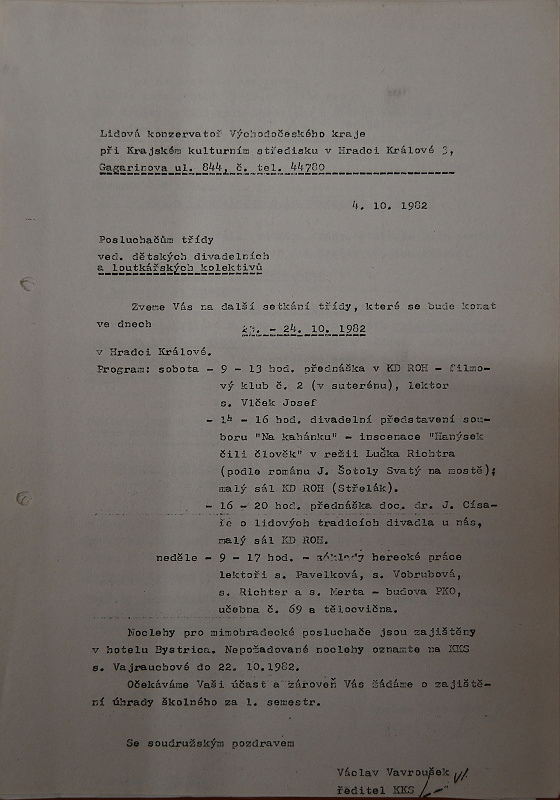 Lidová konzervatoř Východočeského kraje
při Krajském kulturním středisku v Hradci Králové 3,
Gagarinova ul. 844, č. tel. 44780
4. 10. 1982
Posluchačům třídy
ved. dětských divadelních
a loutkářských kolektivů
Zveme Vás na další setkání třídy, které se bude konat
ve dnech
- 24. 10. 1982
v Hradci Králové.
Program: sobota - 9 - 13 hod. přednáška v KD ROH - filmo-
vý klub č. 2 (v suterénu), lektor
s. Vlček Josef
- 14 - 16 hod. divadelní představení sou-
boru "Na kahánku" - inscenace "Hanýsek
čili člověk" v režii Luďka Richtra
(podle románu J. Šotoly Svatý na mostě);
malý sál KD ROH (Střelák).
- 16 - 20 hod. přednáška doc. dr. J. Císa-
ře o lidových tradicích divadla u nás,
malý sál KD ROH.
neděle - 9 - 17 hod. - základy herecké práce
lektoři s. Pavelková, s. Vobrubová,
s. Richter a s. Merta - budova PKO,
učebna č. 69 a tělocvična.
Noclehy pro mimohradecké posluchače jsou zajištěny
v hotelu Bystrica. Nepožadované noclehy oznamte na KKS
s. Vajrauchové do 22. 10.1982.
Očekáváme Vaši účast a zároveň Vás žádáme o zajiště-
ní úhrady školného za 1. semestr.
Se soudružským pozdravem
Václav Vavroušek
ředitel KKS